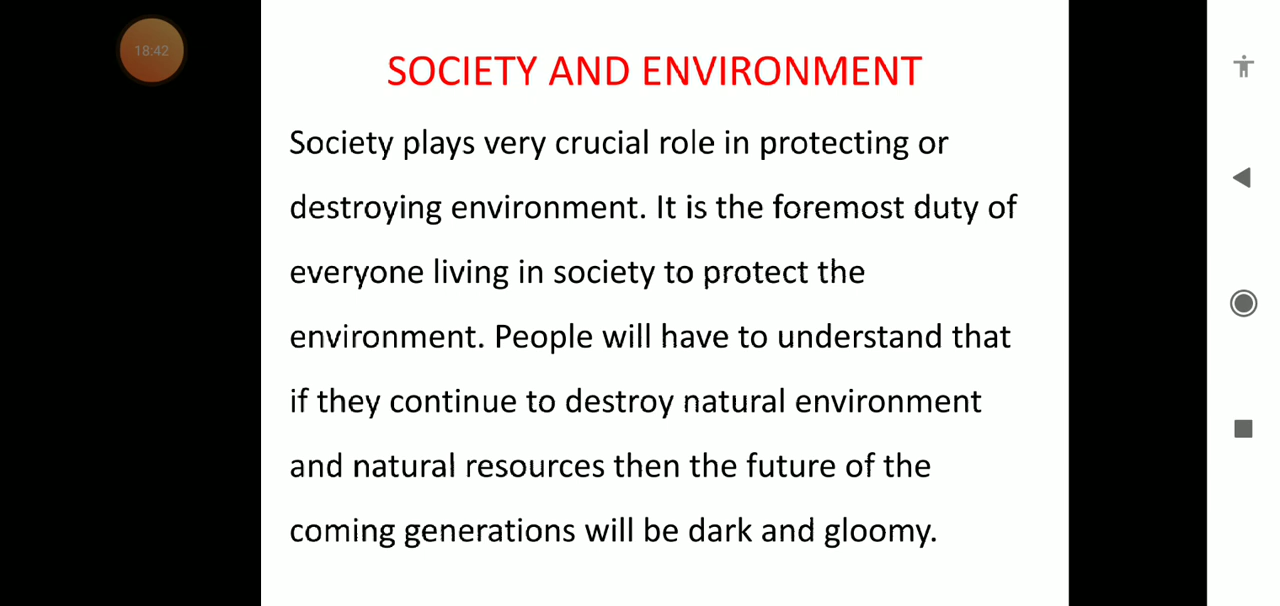 18:42
SOCIETY AND ENVIRONMENT
Society plays very crucial role in protecting or
destroying environment. It is the foremost duty of
everyone living in society to protect the
environment. People will have to understand that
if they continue to destroy natural environment
and natural resources then the future of the
coming generations will be dark and gloomy.